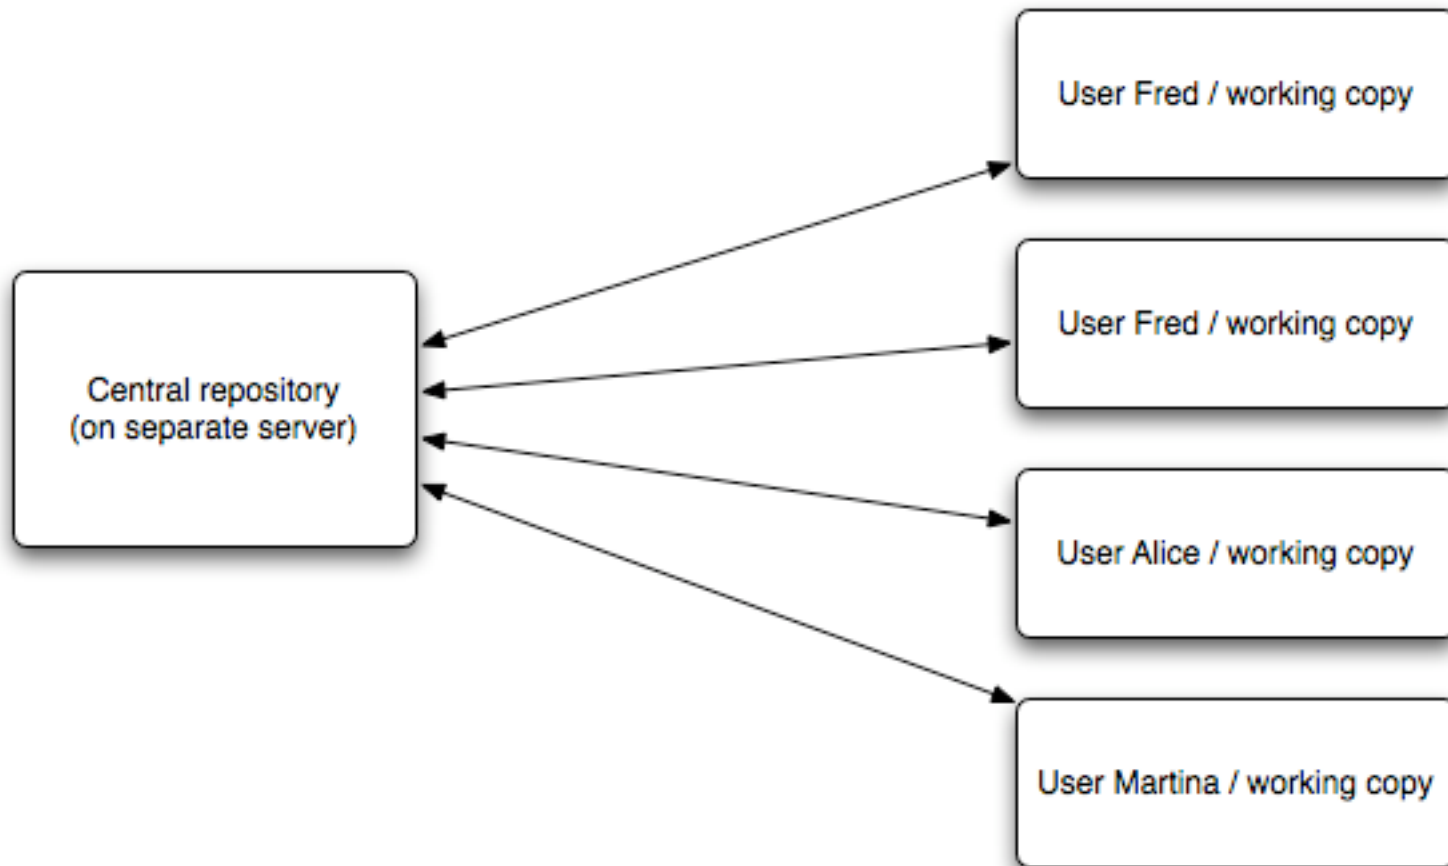 User Fred / working copy
User Fred / working copy
Central repository
(on separate server)
User Alice / working copy
User Martina / working copy